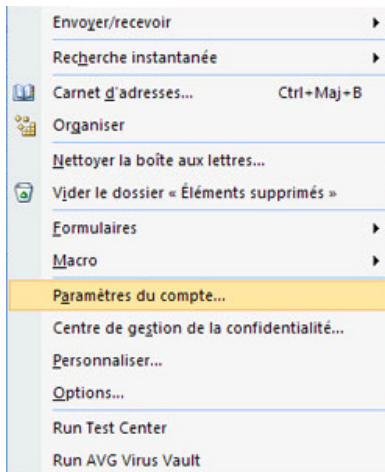 Envoyer/recevoir
Recherche instantanée
Carnet d'adresses... Ctrl+Maj+B
Organiser
Nettoyer la boîte aux lettres...
Vider le dossier « Éléments supprimés »
Formulaires
Macro
Paramètres du compte...
Centre de gestion de la confidentialité...
Personnaliser...
Options...
Run Test Center
Run AVG Virus Vault